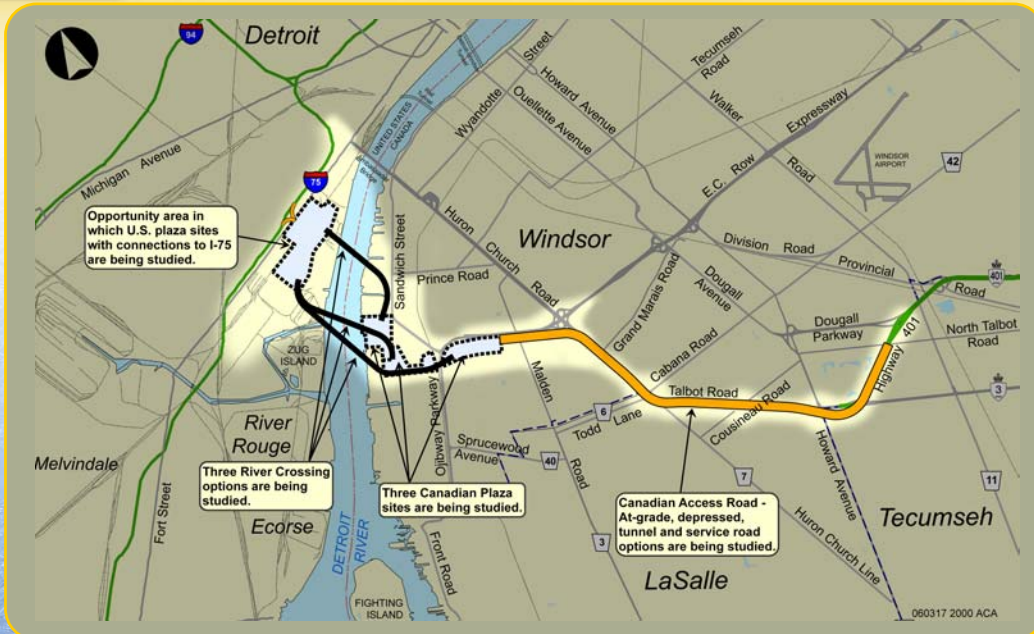 94
Detroit
Michigan Avenue
75
UNITED STATES
CANADA
Ambassador
Bridge
Wyandotte
Street
Howard Avenue
Ouellette Avenue
Tecumseh
Road
Walker
Road
E.C. Row
Expressway
WINDSOR
AIRPORT
42
Opportunity area in
which U.S. plaza sites
with connections to I-75
are being studied.
Sandwich Street
Huron
Church
Road
Windsor
Prince Road
Grand Marais Road
Dougall
Avenue
Division Road
Provincial
Road
401
Dougall
Parkway
North Talbot
Road
Highway 401
3
Cabana Road
Talbot Road
Cousineau Road
ZUG
ISLAND
River
Rouge
Melvindale
Fort Street
Ecorse
Three River Crossing
options are being
studied.
DETROIT
RIVER
Ojibway Parkway
Malden
Road
6
Todd Lane
Sprucewood
Avenue
40
Three Canadian Plaza
sites are being studied.
Front Road
3
7
Huron Church Line
Howard Avenue
11
Canadian Access Road -
At-grade, depressed,
tunnel and service road
options are being studied.
Tecumseh
LaSalle
FIGHTING
ISLAND
060317 2000 ACA